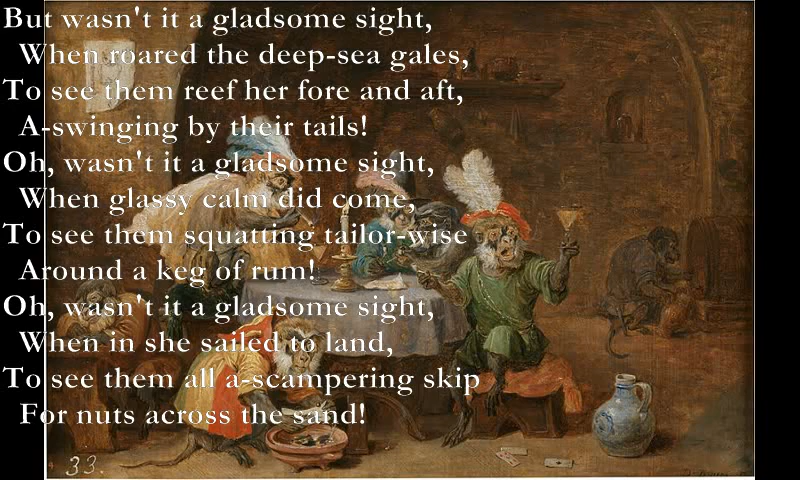 But wasn't it a gladsome sight,
When roared the deep-sea gales,
To see them reef her fore and aft,
A-swinging by their tails!
Oh, wasn't it a gladsome sight,
When glassy calm did come,
To see them squatting tailor-wise
Around a keg of rum!
Oh, wasn't it a gladsome sight,
When in she sailed to land,
To see them all a-scampering skip
For nuts across the sand!
33.